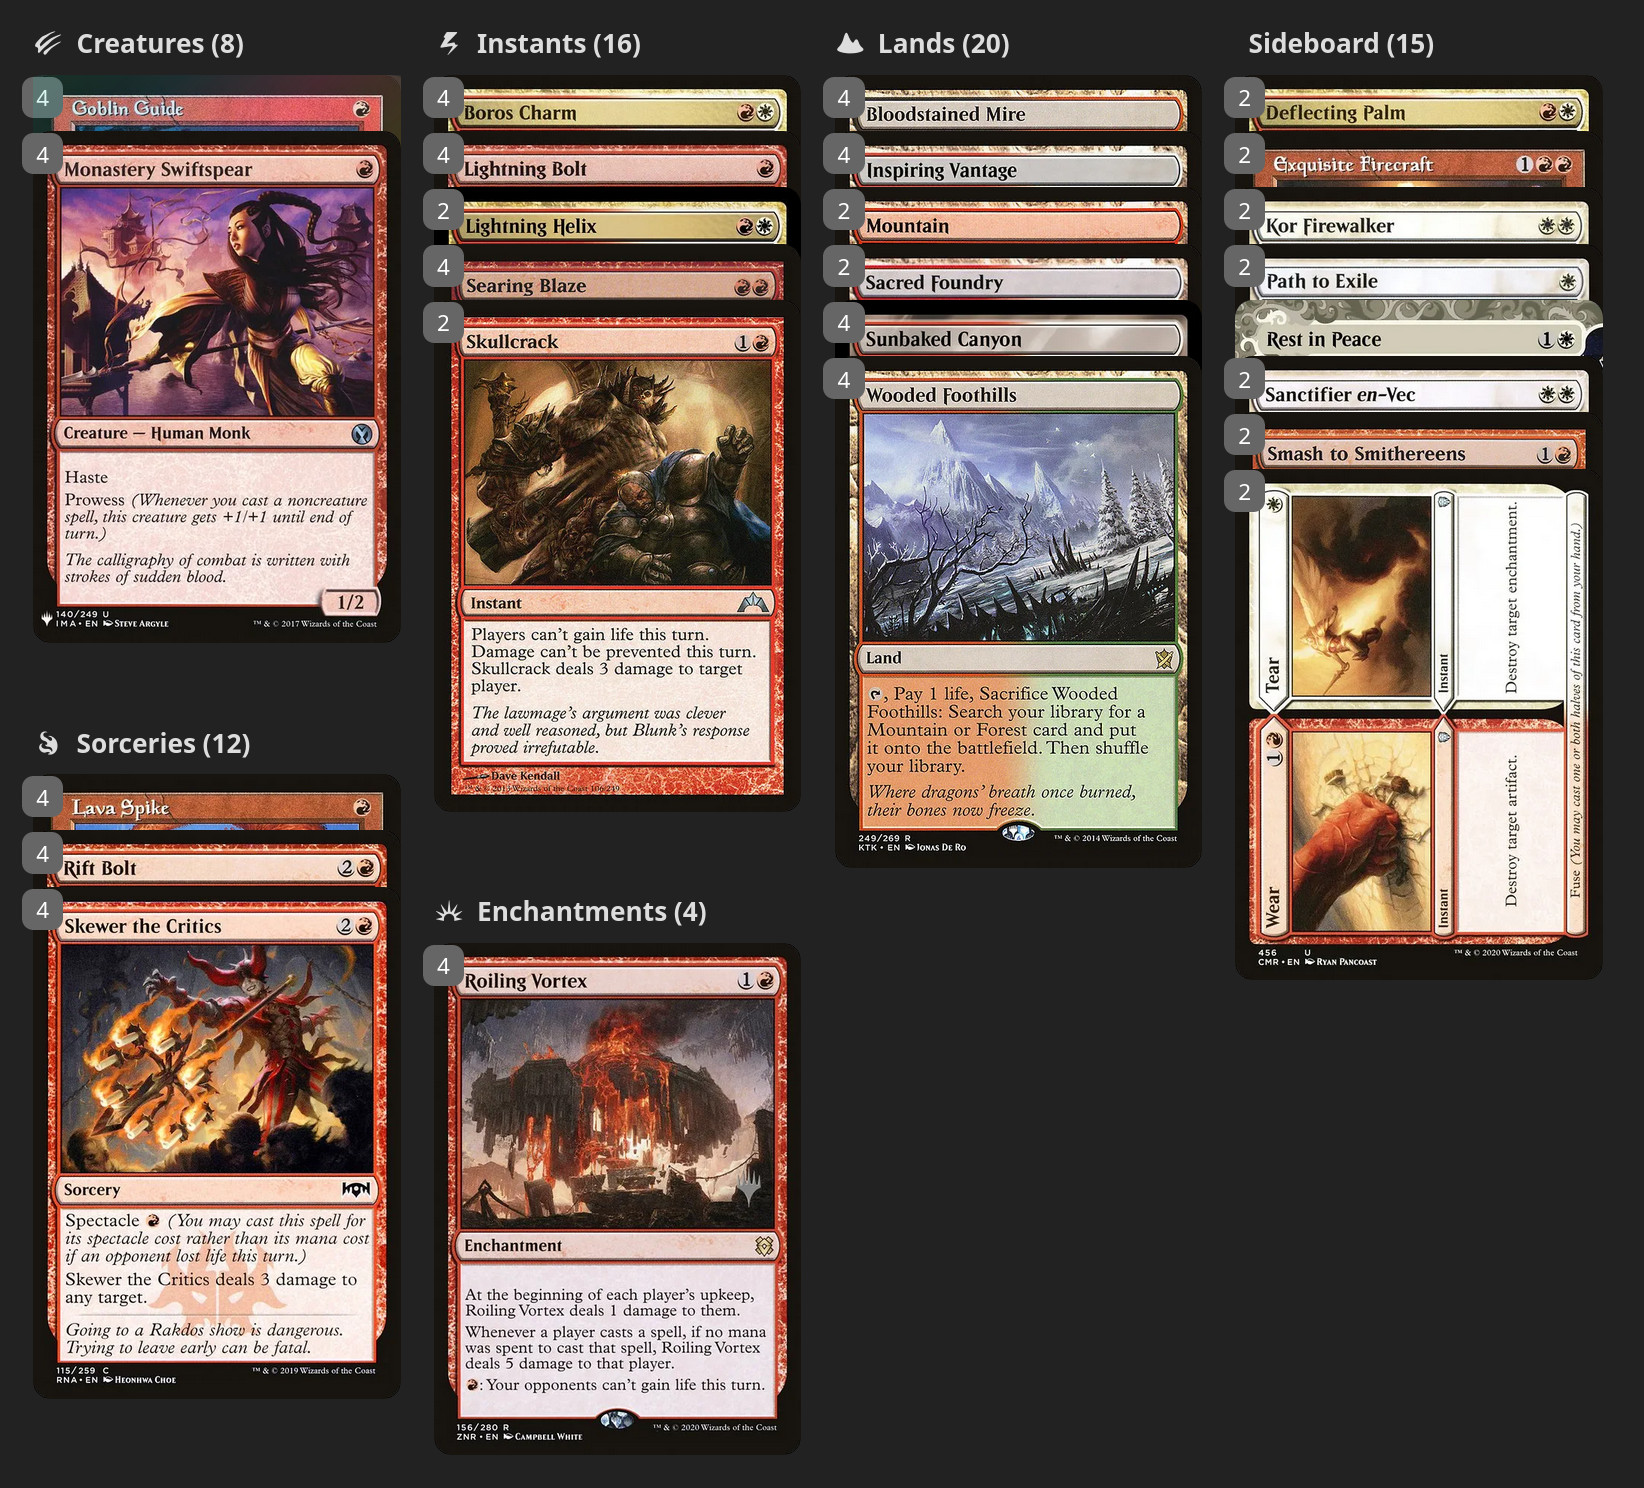 Creatures (8)
4
Goblin Guide
4
Monastery Swiftspear
Creature — Human Monk
Haste
Prowess (Whenever you cast a noncreature
spell, this creature gets +1/+1 until end of
turn.)
The calligraphy of combat is written with
strokes of sudden blood.
1/2
140/249 U
IMA • EN Steve Argyle
™ & © 2017 Wizards of the Coast
Sorceries (12)
4
Lava Spike
4
Rift Bolt
2
4
Skewer the Critics
2
Sorcery
Spectacle (You may cast this spell for
its spectacle cost rather than its mana cost
if an opponent lost life this turn.)
Skewer the Critics deals 3 damage to
any target.
Going to a Rakdos show is dangerous.
Trying to leave early can be fatal.
115/259 C
RNA • EN Heonhwa Choe
™ & © 2019 Wizards of the Coast
Instants (16)
4
Boros Charm
4
Lightning Bolt
2
Lightning Helix
4
Searing Blaze
2
Skullcrack
1
Instant
Players can't gain life this turn.
Damage can't be prevented this turn.
Skullcrack deals 3 damage to target
player.
The lawmage's argument was clever
and well reasoned, but Blunk's response
proved irrefutable.
Dave Kendall
Enchantments (4)
4
Roiling Vortex
1
Enchantment
At the beginning of each player's upkeep,
Roiling Vortex deals 1 damage to them.
Whenever a player casts a spell, if no mana
was spent to cast that spell, Roiling Vortex
deals 5 damage to that player.
: Your opponents can't gain life this turn.
156/280 R
ZNR • EN Campbell White
™ & © 2020 Wizards of the Coast
Lands (20)
4
Bloodstained Mire
4
Inspiring Vantage
2
Mountain
2
Sacred Foundry
4
Sunbaked Canyon
4
Wooded Foothills
Land
, Pay 1 life, Sacrifice Wooded
Foothills: Search your library for a
Mountain or Forest card and put
it onto the battlefield. Then shuffle
your library.
Where dragons' breath once burned,
their bones now freeze.
249/269 R
KTK • EN Jonas De Ro
™ & © 2014 Wizards of the Coast
Sideboard (15)
2
Deflecting Palm
2
Exquisite Firecraft
1
2
Kor Firewalker
2
Path to Exile
Rest in Peace
1
2
Sanctifier en-Vec
2
Smash to Smithereens
1
2
Tear
Instant
Destroy target enchantment.
Wear
1
Instant
Destroy target artifact.
Fuse (You may cast one or both halves of this card from your hand.)
456 U
CMR • EN Ryan Pancoast
™ & © 2020 Wizards of the Coast